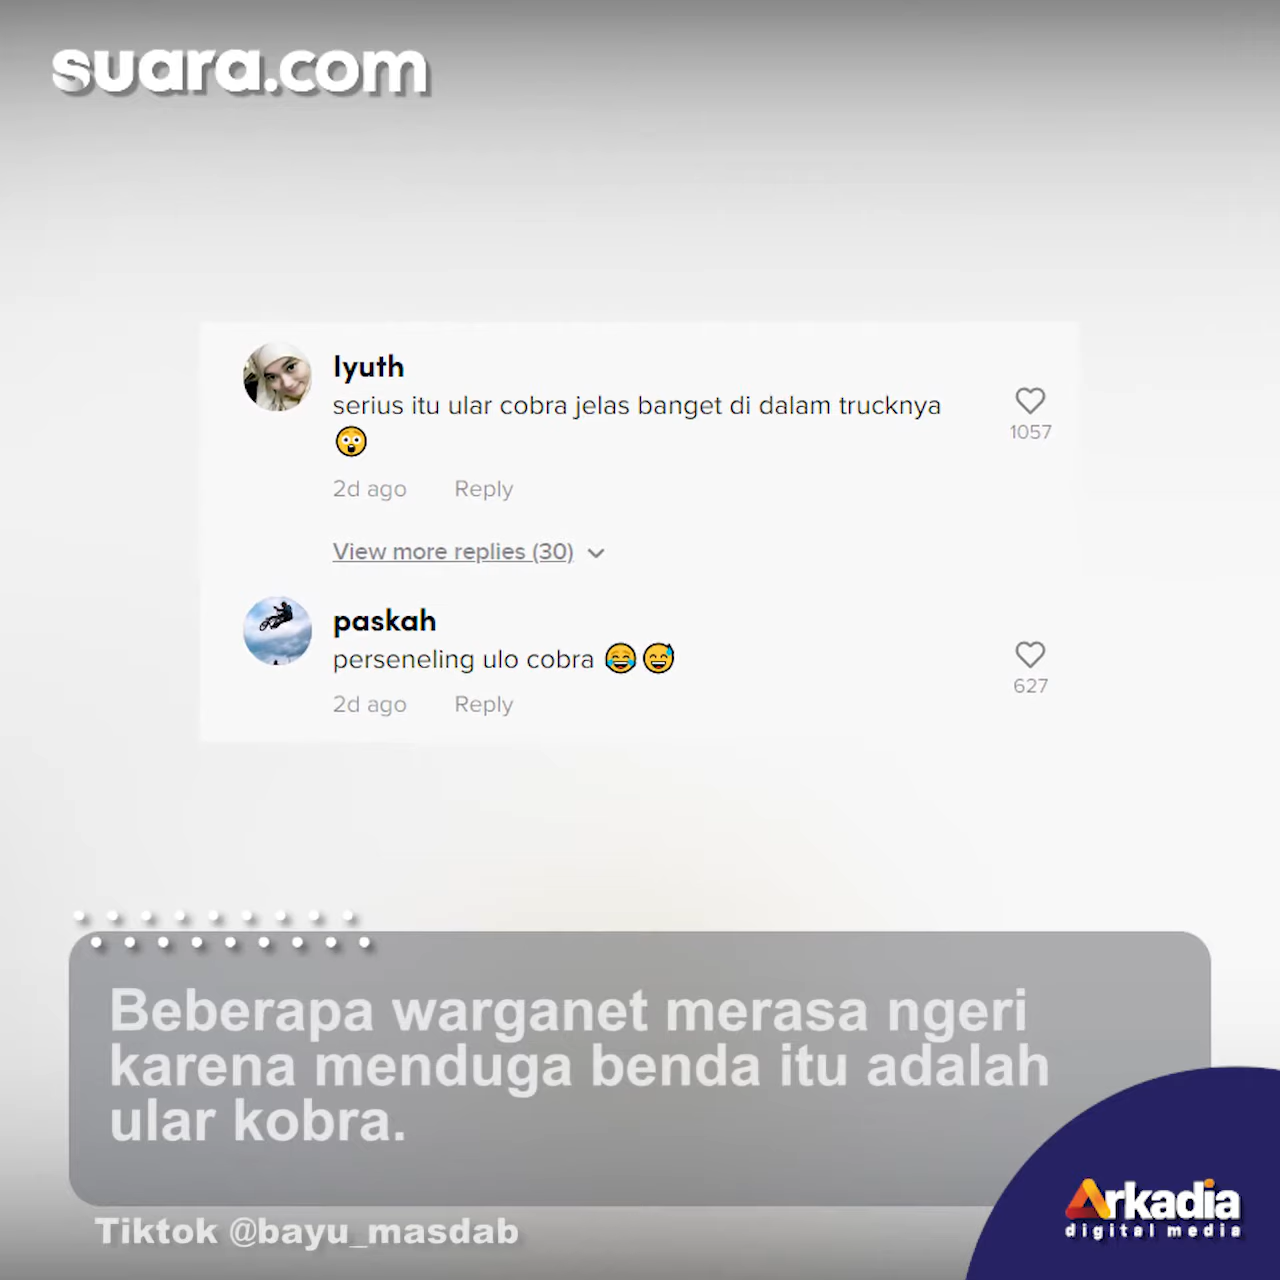 suara.com
Iyuth
serius itu ular cobra jelas banget di dalam trucknya
😲
1057
2d ago Reply
View more replies (30)
paskah
perseneling ulo cobra 😂😅
627
2d ago Reply
Beberapa warganet merasa ngeri
karena menduga benda itu adalah
ular kobra.
Tiktok @bayu_masdab
Arkadia
digital media